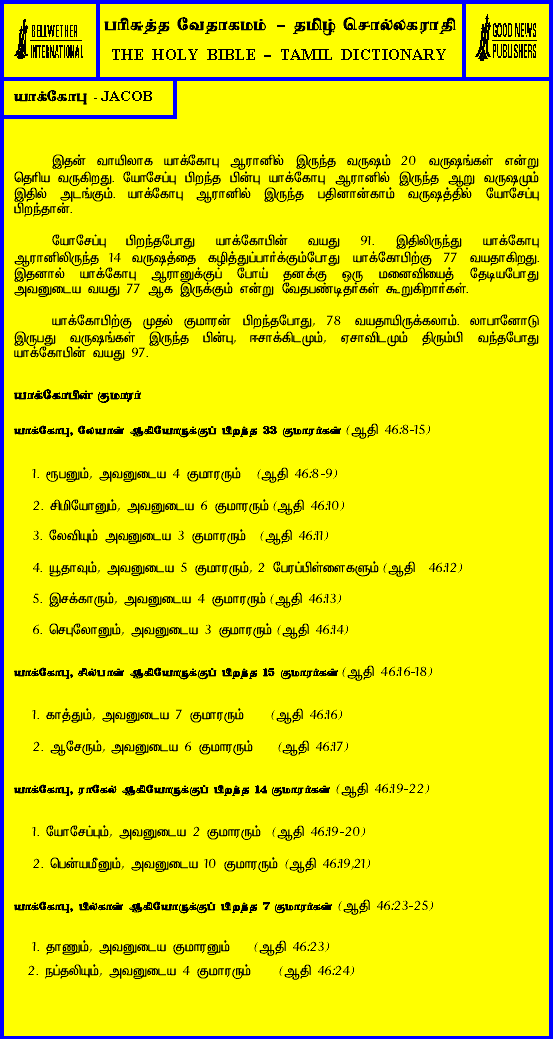 BELLWETHER
INTERNATIONAL
பரிசுத்த வேதாகமம் – தமிழ் சொல்லகராதி
THE HOLY BIBLE – TAMIL DICTIONARY
GOOD NEWS
PUBLISHERS
யாக்கோபு - JACOB
இதன் வாயிலாக யாக்கோபு ஆரானில் இருந்த வருஷம் 20 வருஷங்கள் என்று
தெரிய வருகிறது. யோசேப்பு பிறந்த பின்பு யாக்கோபு ஆரானில் இருந்த ஆறு வருஷமும்
இதில் அடங்கும். யாக்கோபு ஆரானில் இருந்த பதினான்காம் வருஷத்தில் யோசேப்பு
பிறந்தான்.
யோசேப்பு பிறந்தபோது யாக்கோபின் வயது 91. இதிலிருந்து யாக்கோபு
ஆரானிலிருந்த 14 வருஷத்தை கழித்துப்பார்க்கும்போது யாக்கோபிற்கு 77 வயதாகிறது.
இதனால் யாக்கோபு ஆரானுக்குப் போய் தனக்கு ஒரு மனைவியைத் தேடியபோது
அவனுடைய வயது 77 ஆக இருக்கும் என்று வேதபண்டிதர்கள் கூறுகிறார்கள்.
யாக்கோபிற்கு முதல் குமாரன் பிறந்தபோது, 78 வயதாயிருக்கலாம். லாபானோடு
இருபது வருஷங்கள் இருந்த பின்பு, ஈசாக்கிடமும், ஏசாவிடமும் திரும்பி வந்தபோது
யாக்கோபின் வயது 97.
யாக்கோபின் குமாரர்
யாக்கோபு, லேயாள் ஆகியோருக்குப் பிறந்த 33 குமாரர்கள் (ஆதி 46:8-15)
1. ரூபனும், அவனுடைய 4 குமாரரும் (ஆதி 46:8-9)
2. சிமியோனும், அவனுடைய 6 குமாரரும் (ஆதி 46:10)
3. லேவியும் அவனுடைய 3 குமாரரும் (ஆதி 46:11)
4. யூதாவும், அவனுடைய 5 குமாரரும், 2 பேரப்பிள்ளைகளும் (ஆதி 46:12)
5. இசக்காரும், அவனுடைய 4 குமாரரும் (ஆதி 46:13)
6. செபுலோனும், அவனுடைய 3 குமாரரும் (ஆதி 46:14)
யாக்கோபு, சில்பாள் ஆகியோருக்குப் பிறந்த 15 குமாரர்கள் (ஆதி 46:16-18)
1. காத்தும், அவனுடைய 7 குமாரரும் (ஆதி 46:16)
2. ஆசேரும், அவனுடைய 6 குமாரரும் (ஆதி 46:17)
யாக்கோபு, ராகேல் ஆகியோருக்குப் பிறந்த 14 குமாரர்கள் (ஆதி 46:19-22)
1. யோசேப்பும், அவனுடைய 2 குமாரரும் (ஆதி 46:19-20)
2. பென்யமீனும், அவனுடைய 10 குமாரரும் (ஆதி 46:19,21)
யாக்கோபு, பில்காள் ஆகியோருக்குப் பிறந்த 7 குமாரர்கள் (ஆதி 46:23-25)
1. தாணும், அவனுடைய குமாரனும் (ஆதி 46:23)
2. நப்தலியும், அவனுடைய 4 குமாரரும் (ஆதி 46:24)